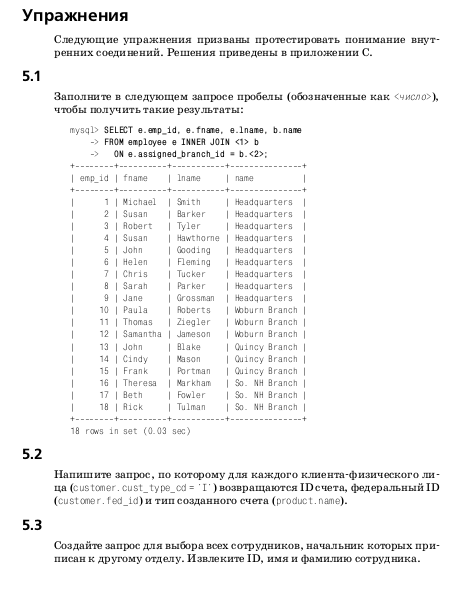 Упражнения
Следующие упражнения призваны протестировать понимание внут-
ренних соединений. Решения приведены в приложении C.
5.1
Заполните в следующем запросе пробелы (обозначенные как <число>),
чтобы получить такие результаты:
mysql> SELECT e.emp_id, e.fname, e.lname, b.name
-> FROM employee e INNER JOIN <1> b
-> ON e.assigned_branch_id = b.<2>;
+--------+----------+-----------+---------------+
| emp_id | fname | lname | name |
+--------+----------+-----------+---------------+
| 1 | Michael | Smith | Headquarters |
| 2 | Susan | Barker | Headquarters |
| 3 | Robert | Tyler | Headquarters |
| 4 | Susan | Hawthorne | Headquarters |
| 5 | John | Gooding | Headquarters |
| 6 | Helen | Fleming | Headquarters |
| 7 | Chris | Tucker | Headquarters |
| 8 | Sarah | Parker | Headquarters |
| 9 | Jane | Grossman | Headquarters |
| 10 | Paula | Roberts | Woburn Branch |
| 11 | Thomas | Ziegler | Woburn Branch |
| 12 | Samantha | Jameson | Woburn Branch |
| 13 | John | Blake | Quincy Branch |
| 14 | Cindy | Mason | Quincy Branch |
| 15 | Frank | Portman | Quincy Branch |
| 16 | Theresa | Markham | So. NH Branch |
| 17 | Beth | Fowler | So. NH Branch |
| 18 | Rick | Tulman | So. NH Branch |
+--------+----------+-----------+---------------+
18 rows in set (0.03 sec)
5.2
Напишите запрос, по которому для каждого клиента-физического ли-
ца (customer.cust_type_cd = 'I') возвращаются ID счета, федеральный ID
(customer.fed_id) и тип созданного счета (product.name).
5.3
Создайте запрос для выбора всех сотрудников, начальник которых при-
писан к другому отделу. Извлеките ID, имя и фамилию сотрудника.